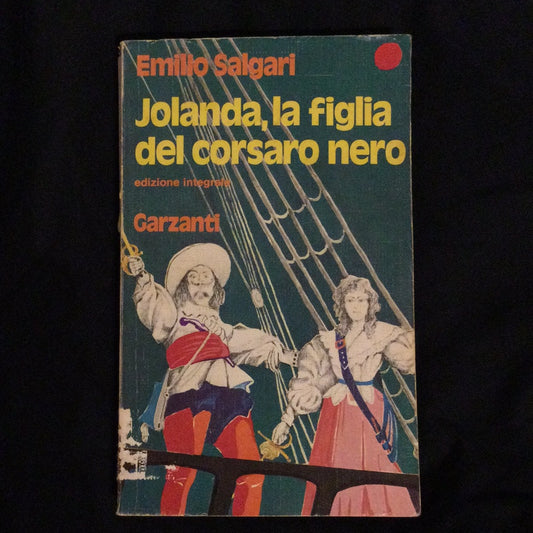 Emilio Salgari
Jolanda, la figlia
del corsaro nero
edizione integrale
Garzanti